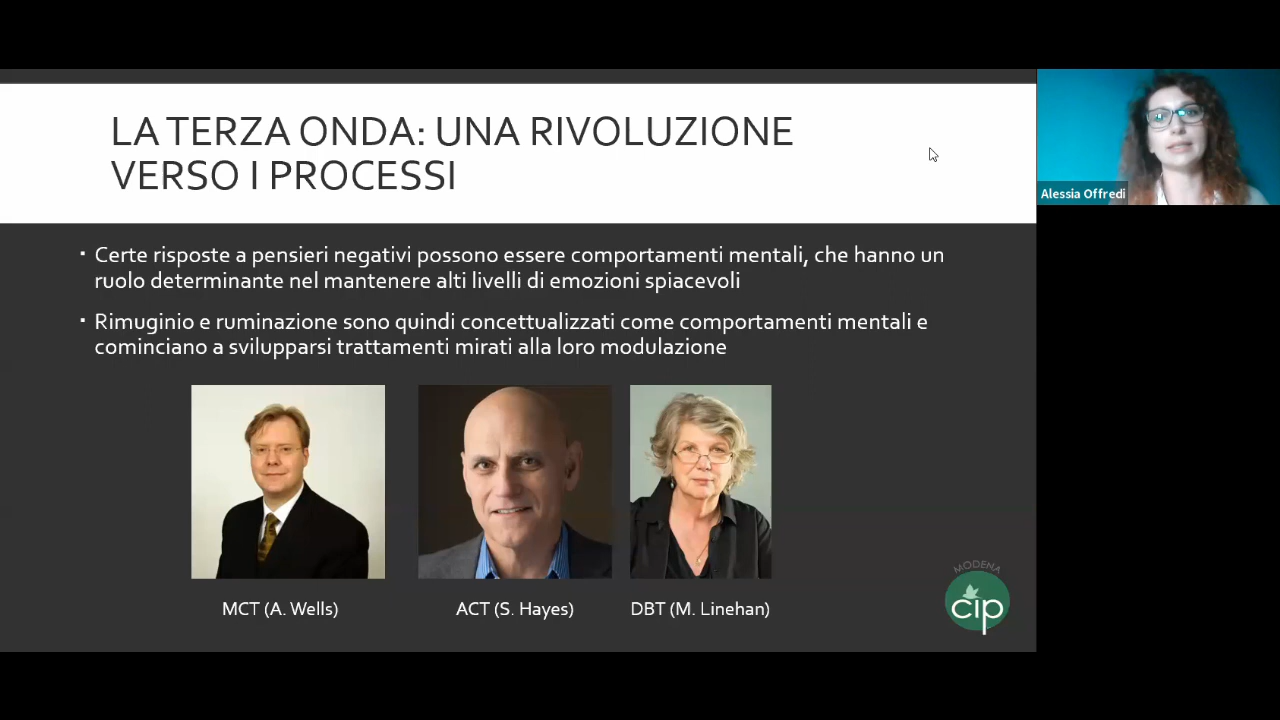 LA TERZA ONDA: UNA RIVOLUZIONE
VERSO I PROCESSI
Alessia Offredi
▪ Certe risposte a pensieri negativi possono essere comportamenti mentali, che hanno un
ruolo determinante nel mantenere alti livelli di emozioni spiacevoli
▪ Rimuginio e ruminazione sono quindi concettualizzati come comportamenti mentali e
cominciano a svilupparsi trattamenti mirati alla loro modulazione
MCT (A. Wells)
ACT (S. Hayes)
DBT (M. Linehan)
MODENA
cip